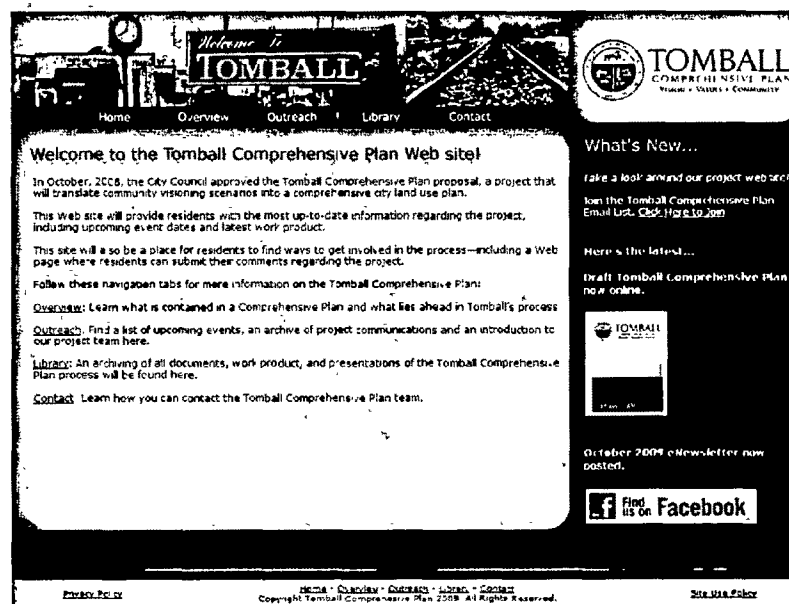 Welcome To
TOMBALL
TOMBALL
COMPREHENSIVE PLAN
VISION • VALUES • COMMUNITY
Home Overview Outreach Library Contact
Welcome to the Tomball Comprehensive Plan Web site!
In October, 2008, the City Council approved the Tomball Comprehensive Plan proposal, a project that
will translate community visioning scenarios into a comprehensive city land use plan.
This Web site will provide residents with the most up-to-date information regarding the project,
including upcoming event dates and latest work product.
This site will also be a place for residents to find ways to get involved in the process—including a Web
page where residents can submit their comments regarding the project.
Follow these navigation tabs for more information on the Tomball Comprehensive Plan:
Overview: Learn what is contained in a Comprehensive Plan and what lies ahead in Tomball's process
Outreach: Find a list of upcoming events, an archive of project communications and an introduction to
our project team here.
Library: An archiving of all documents, work product, and presentations of the Tomball Comprehensive
Plan process will be found here.
Contact Learn how you can contact the Tomball Comprehensive Plan team.
What's New...
Take a look around our project web site!
Join the Tomball Comprehensive Plan
Email List. Click Here to Join
Here's the latest...
Draft Tomball Comprehensive Plan
now online.
TOMBALL
October 2009 eNewsletter now
posted.
f Find us on Facebook
Privacy Policy
Home • Overview • Outreach • Library • Contact
Copyright Tomball Comprehensive Plan 2009. All Rights Reserved.
Site Use Policy